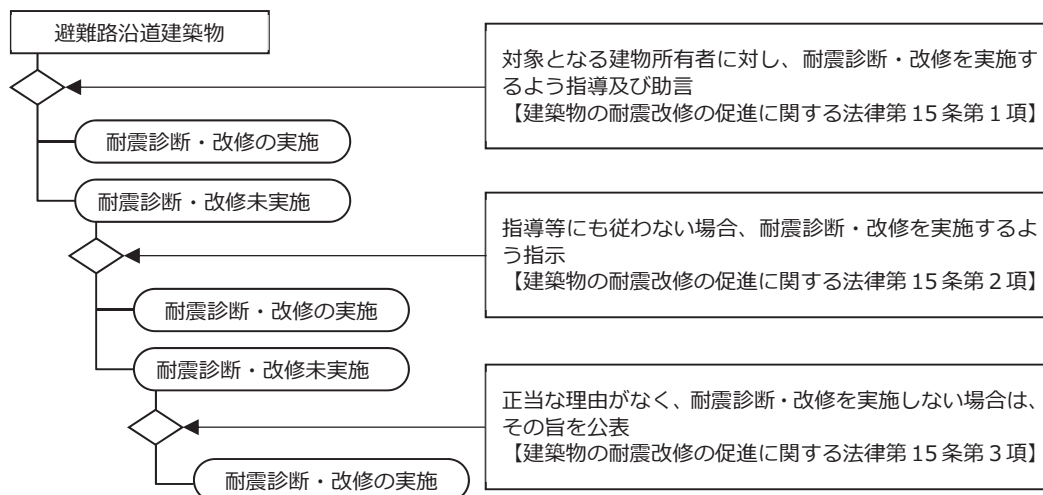 避難路沿道建築物
対象となる建物所有者に対し、耐震診断・改修を実施す
るよう指導及び助言
【建築物の耐震改修の促進に関する法律第 15 条第 1 項】
耐震診断・改修の実施
耐震診断・改修未実施
指導等にも従わない場合、耐震診断・改修を実施するよ
う指示
【建築物の耐震改修の促進に関する法律第 15 条第 2 項】
耐震診断・改修の実施
耐震診断・改修未実施
正当な理由がなく、耐震診断・改修を実施しない場合は、
その旨を公表
【建築物の耐震改修の促進に関する法律第 15 条第 3 項】
耐震診断・改修の実施